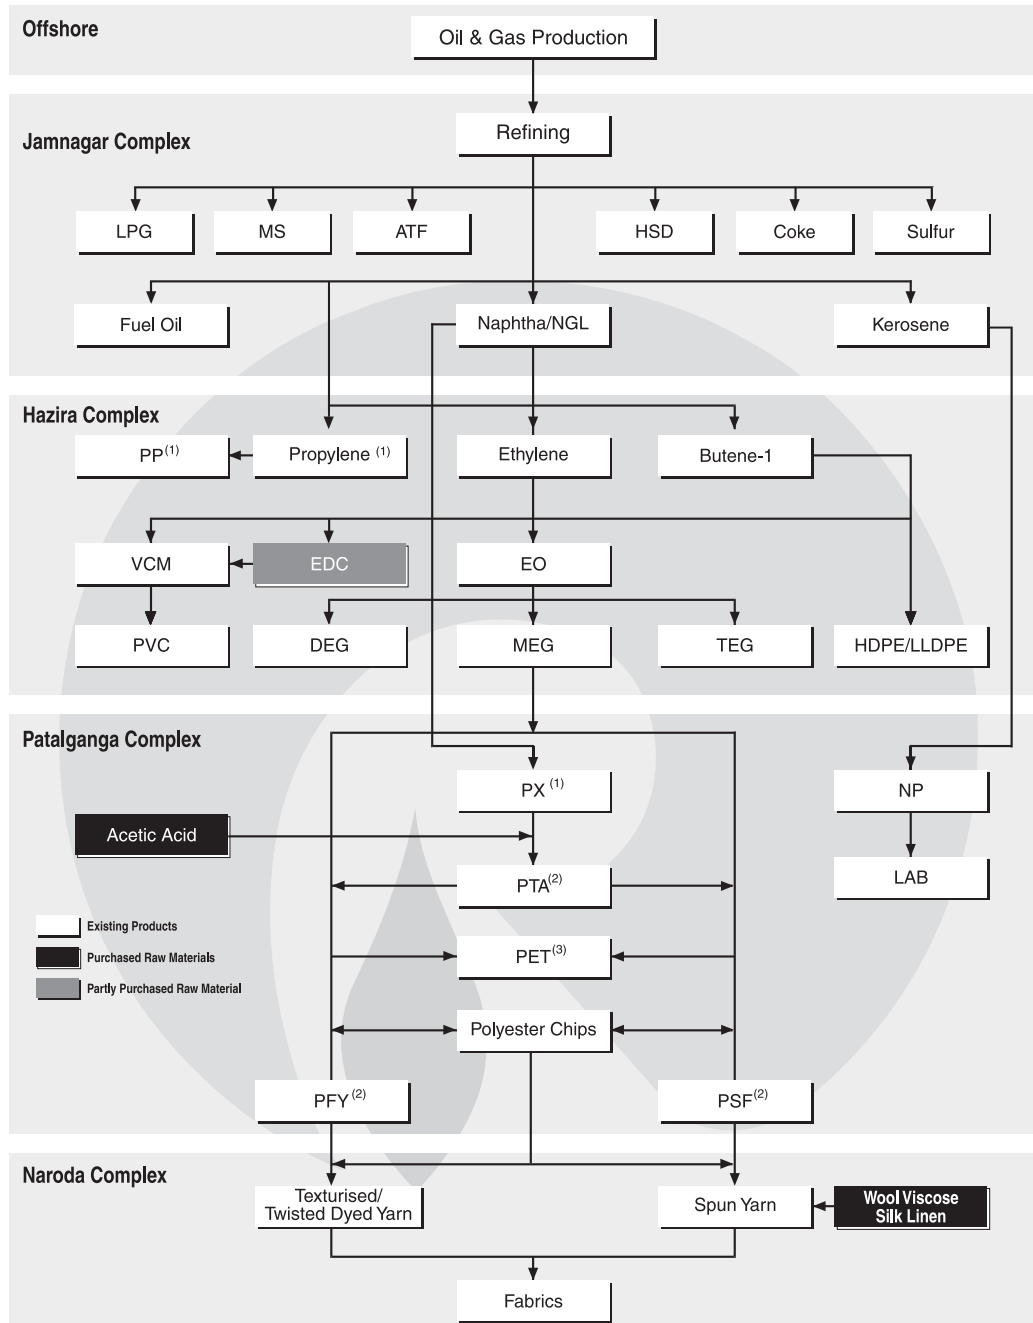 Offshore
Oil & Gas Production
Jamnagar Complex
Refining
LPG
MS
ATF
HSD
Coke
Sulfur
Fuel Oil
Naphtha/NGL
Kerosene
Hazira Complex
PP(1)
Propylene (1)
Ethylene
Butene-1
VCM
EDC
EO
PVC
DEG
MEG
TEG
HDPE/LLDPE
Patalganga Complex
PX (1)
NP
Acetic Acid
PTA(2)
LAB
Existing Products
Purchased Raw Materials
Partly Purchased Raw Material
PET(3)
Polyester Chips
PFY (2)
PSF(2)
Naroda Complex
Texturised/
Twisted Dyed Yarn
Spun Yarn
Wool Viscose
Silk Linen
Fabrics